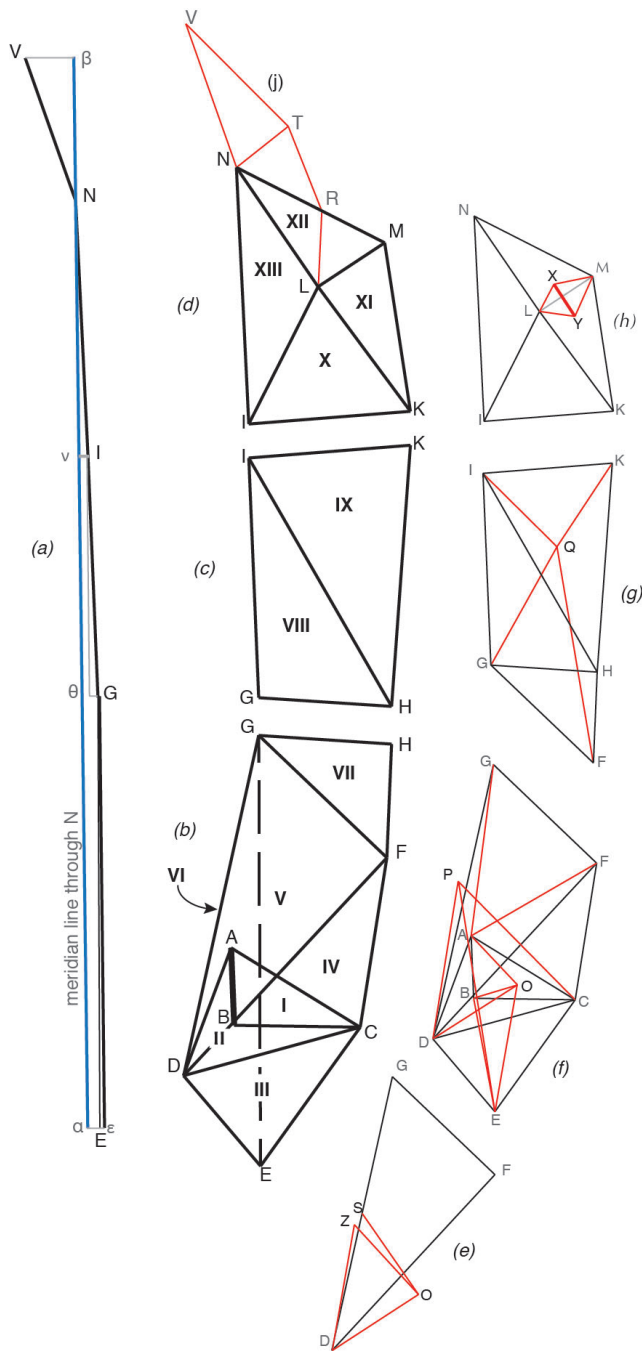 V
β
N
ν
I
(a)
θ
G
meridian line through N
α
E
ε
V
(j)
T
N
R
XII
M
XIII
L
XI
(d)
X
I
K
I
K
IX
(c)
VIII
G
H
G
H
VII
(b)
F
VI
V
A
IV
B
I
C
II
D
III
E
N
M
X
L
Y
(h)
I
K
I
K
Q
(g)
G
H
F
G
P
F
A
B
O
C
D
(f)
E
G
F
S
Z
(e)
O
D